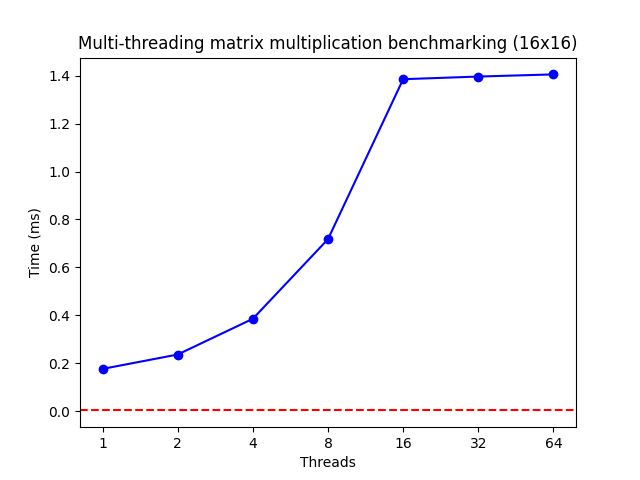 Multi-threading matrix multiplication benchmarking (16x16)
1.4
1.2
1.0
0.8
0.6
0.4
0.2
0.0
Time (ms)
1 2 4 8 16 32 64
Threads